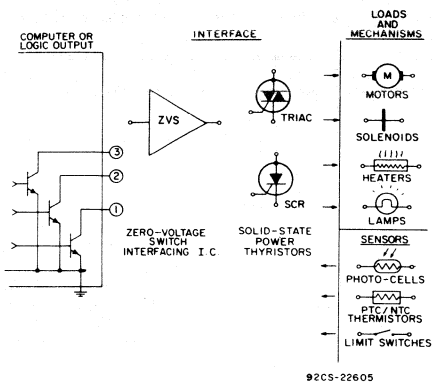 COMPUTER OR
LOGIC OUTPUT
3
2
1
INTERFACE
ZVS
ZERO-VOLTAGE
SWITCH
INTERFACING I.C.
TRIAC
SCR
SOLID-STATE
POWER
THYRISTORS
LOADS
AND
MECHANISMS
M
MOTORS
SOLENOIDS
HEATERS
LAMPS
SENSORS
PHOTO-CELLS
PTC/NTC
THERMISTORS
LIMIT SWITCHES
92CS-22605